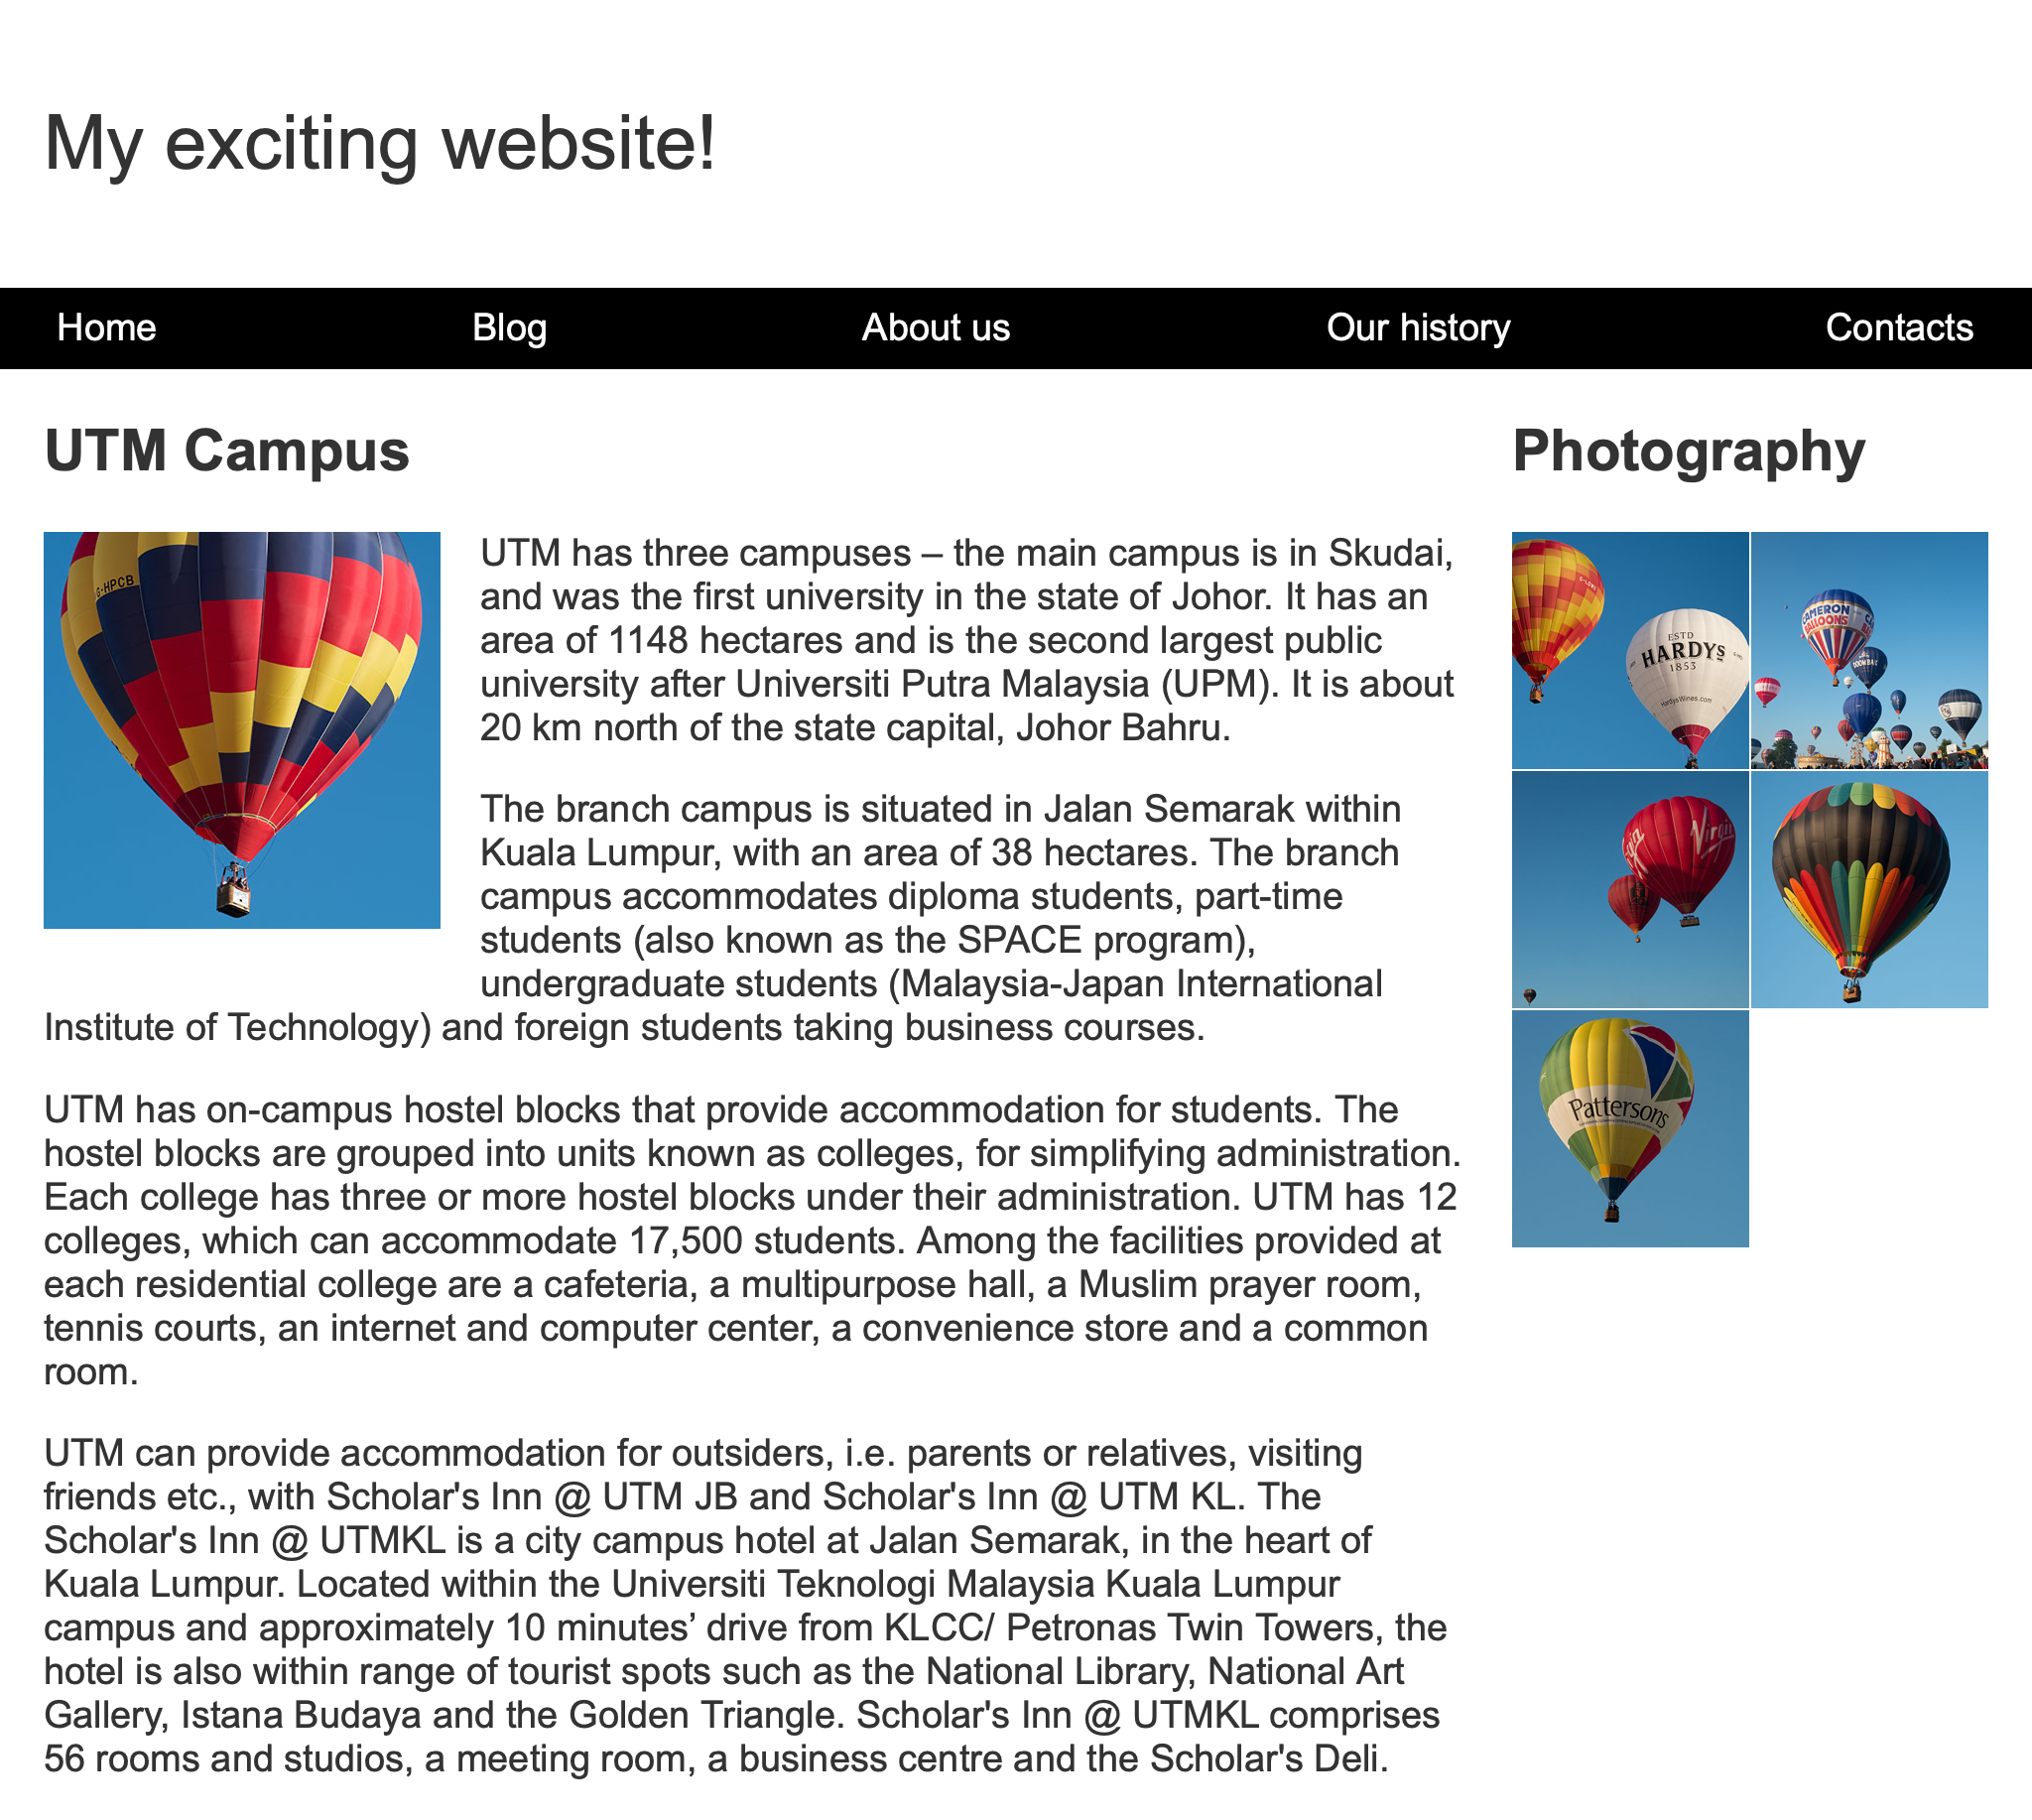 My exciting website!
Home
Blog
About us
Our history
Contacts
UTM Campus
G-HPCB
UTM has three campuses – the main campus is in Skudai,
and was the first university in the state of Johor. It has an
area of 1148 hectares and is the second largest public
university after Universiti Putra Malaysia (UPM). It is about
20 km north of the state capital, Johor Bahru.
The branch campus is situated in Jalan Semarak within
Kuala Lumpur, with an area of 38 hectares. The branch
campus accommodates diploma students, part-time
students (also known as the SPACE program),
undergraduate students (Malaysia-Japan International
Institute of Technology) and foreign students taking business courses.
UTM has on-campus hostel blocks that provide accommodation for students. The
hostel blocks are grouped into units known as colleges, for simplifying administration.
Each college has three or more hostel blocks under their administration. UTM has 12
colleges, which can accommodate 17,500 students. Among the facilities provided at
each residential college are a cafeteria, a multipurpose hall, a Muslim prayer room,
tennis courts, an internet and computer center, a convenience store and a common
room.
UTM can provide accommodation for outsiders, i.e. parents or relatives, visiting
friends etc., with Scholar's Inn @ UTM JB and Scholar's Inn @ UTM KL. The
Scholar's Inn @ UTMKL is a city campus hotel at Jalan Semarak, in the heart of
Kuala Lumpur. Located within the Universiti Teknologi Malaysia Kuala Lumpur
campus and approximately 10 minutes’ drive from KLCC/ Petronas Twin Towers, the
hotel is also within range of tourist spots such as the National Library, National Art
Gallery, Istana Budaya and the Golden Triangle. Scholar's Inn @ UTMKL comprises
56 rooms and studios, a meeting room, a business centre and the Scholar's Deli.
Photography
ESTD
HARDYS
1853
HardysWines.com
CAMERON
BALLOONS
Virgin
Pattersons